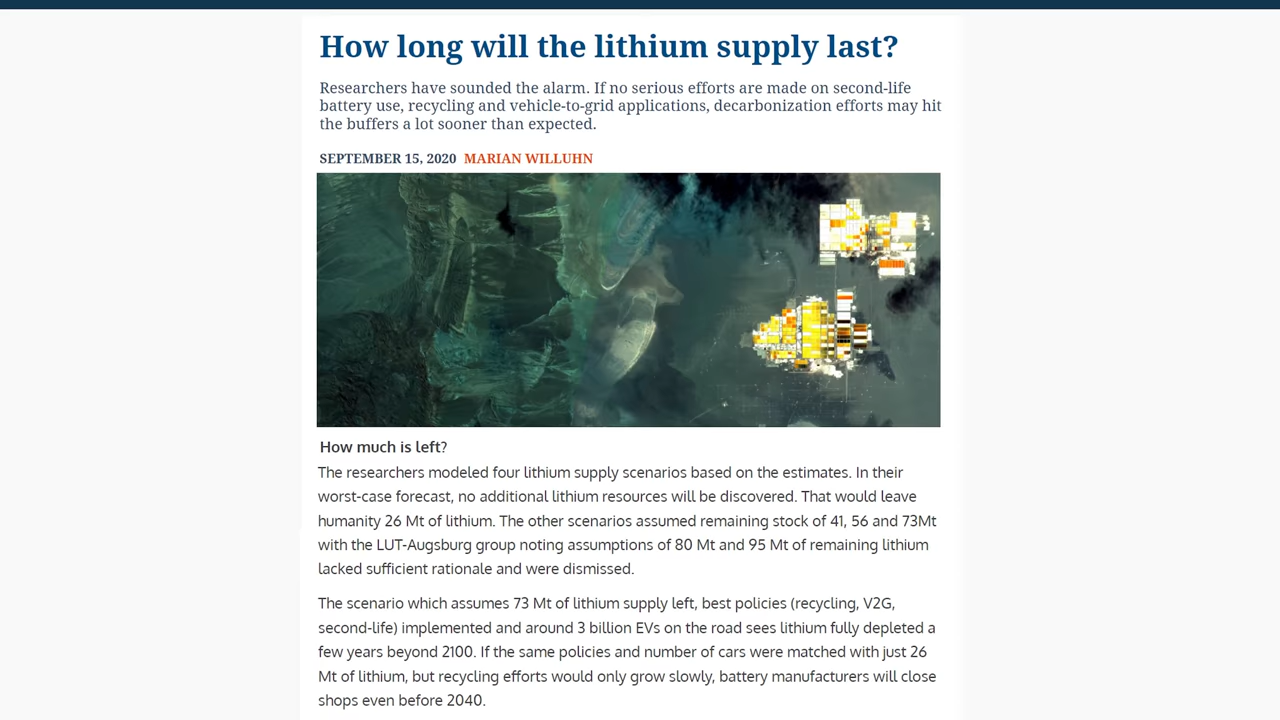 How long will the lithium supply last?
Researchers have sounded the alarm. If no serious efforts are made on second-life
battery use, recycling and vehicle-to-grid applications, decarbonization efforts may hit
the buffers a lot sooner than expected.
SEPTEMBER 15, 2020 MARIAN WILLUHN
How much is left?
The researchers modeled four lithium supply scenarios based on the estimates. In their
worst-case forecast, no additional lithium resources will be discovered. That would leave
humanity 26 Mt of lithium. The other scenarios assumed remaining stock of 41, 56 and 73Mt
with the LUT-Augsburg group noting assumptions of 80 Mt and 95 Mt of remaining lithium
lacked sufficient rationale and were dismissed.
The scenario which assumes 73 Mt of lithium supply left, best policies (recycling, V2G,
second-life) implemented and around 3 billion EVs on the road sees lithium fully depleted a
few years beyond 2100. If the same policies and number of cars were matched with just 26
Mt of lithium, but recycling efforts would only grow slowly, battery manufacturers will close
shops even before 2040.